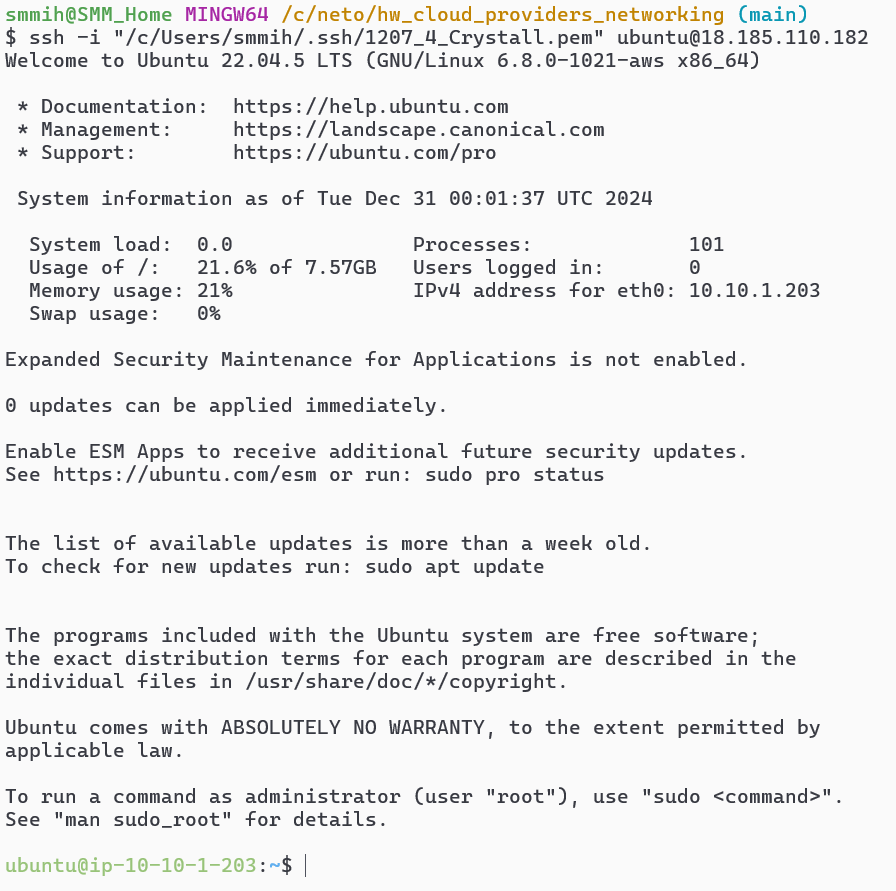 smmih@SMM_Home MINGW64 /c/neto/hw_cloud_providers_networking (main)
$ ssh -i "/c/Users/smmih/.ssh/1207_4_Crystall.pem" ubuntu@18.185.110.182
Welcome to Ubuntu 22.04.5 LTS (GNU/Linux 6.8.0-1021-aws x86_64)

 * Documentation:  https://help.ubuntu.com
 * Management:     https://landscape.canonical.com
 * Support:        https://ubuntu.com/pro

 System information as of Tue Dec 31 00:01:37 UTC 2024

  System load:  0.0               Processes:             101
  Usage of /:   21.6% of 7.57GB   Users logged in:       0
  Memory usage: 21%               IPv4 address for eth0: 10.10.1.203
  Swap usage:   0%

Expanded Security Maintenance for Applications is not enabled.

0 updates can be applied immediately.

Enable ESM Apps to receive additional future security updates.
See https://ubuntu.com/esm or run: sudo pro status


The list of available updates is more than a week old.
To check for new updates run: sudo apt update


The programs included with the Ubuntu system are free software;
the exact distribution terms for each program are described in the
individual files in /usr/share/doc/*/copyright.

Ubuntu comes with ABSOLUTELY NO WARRANTY, to the extent permitted by
applicable law.

To run a command as administrator (user "root"), use "sudo <command>".
See "man sudo_root" for details.

ubuntu@ip-10-10-1-203:~$